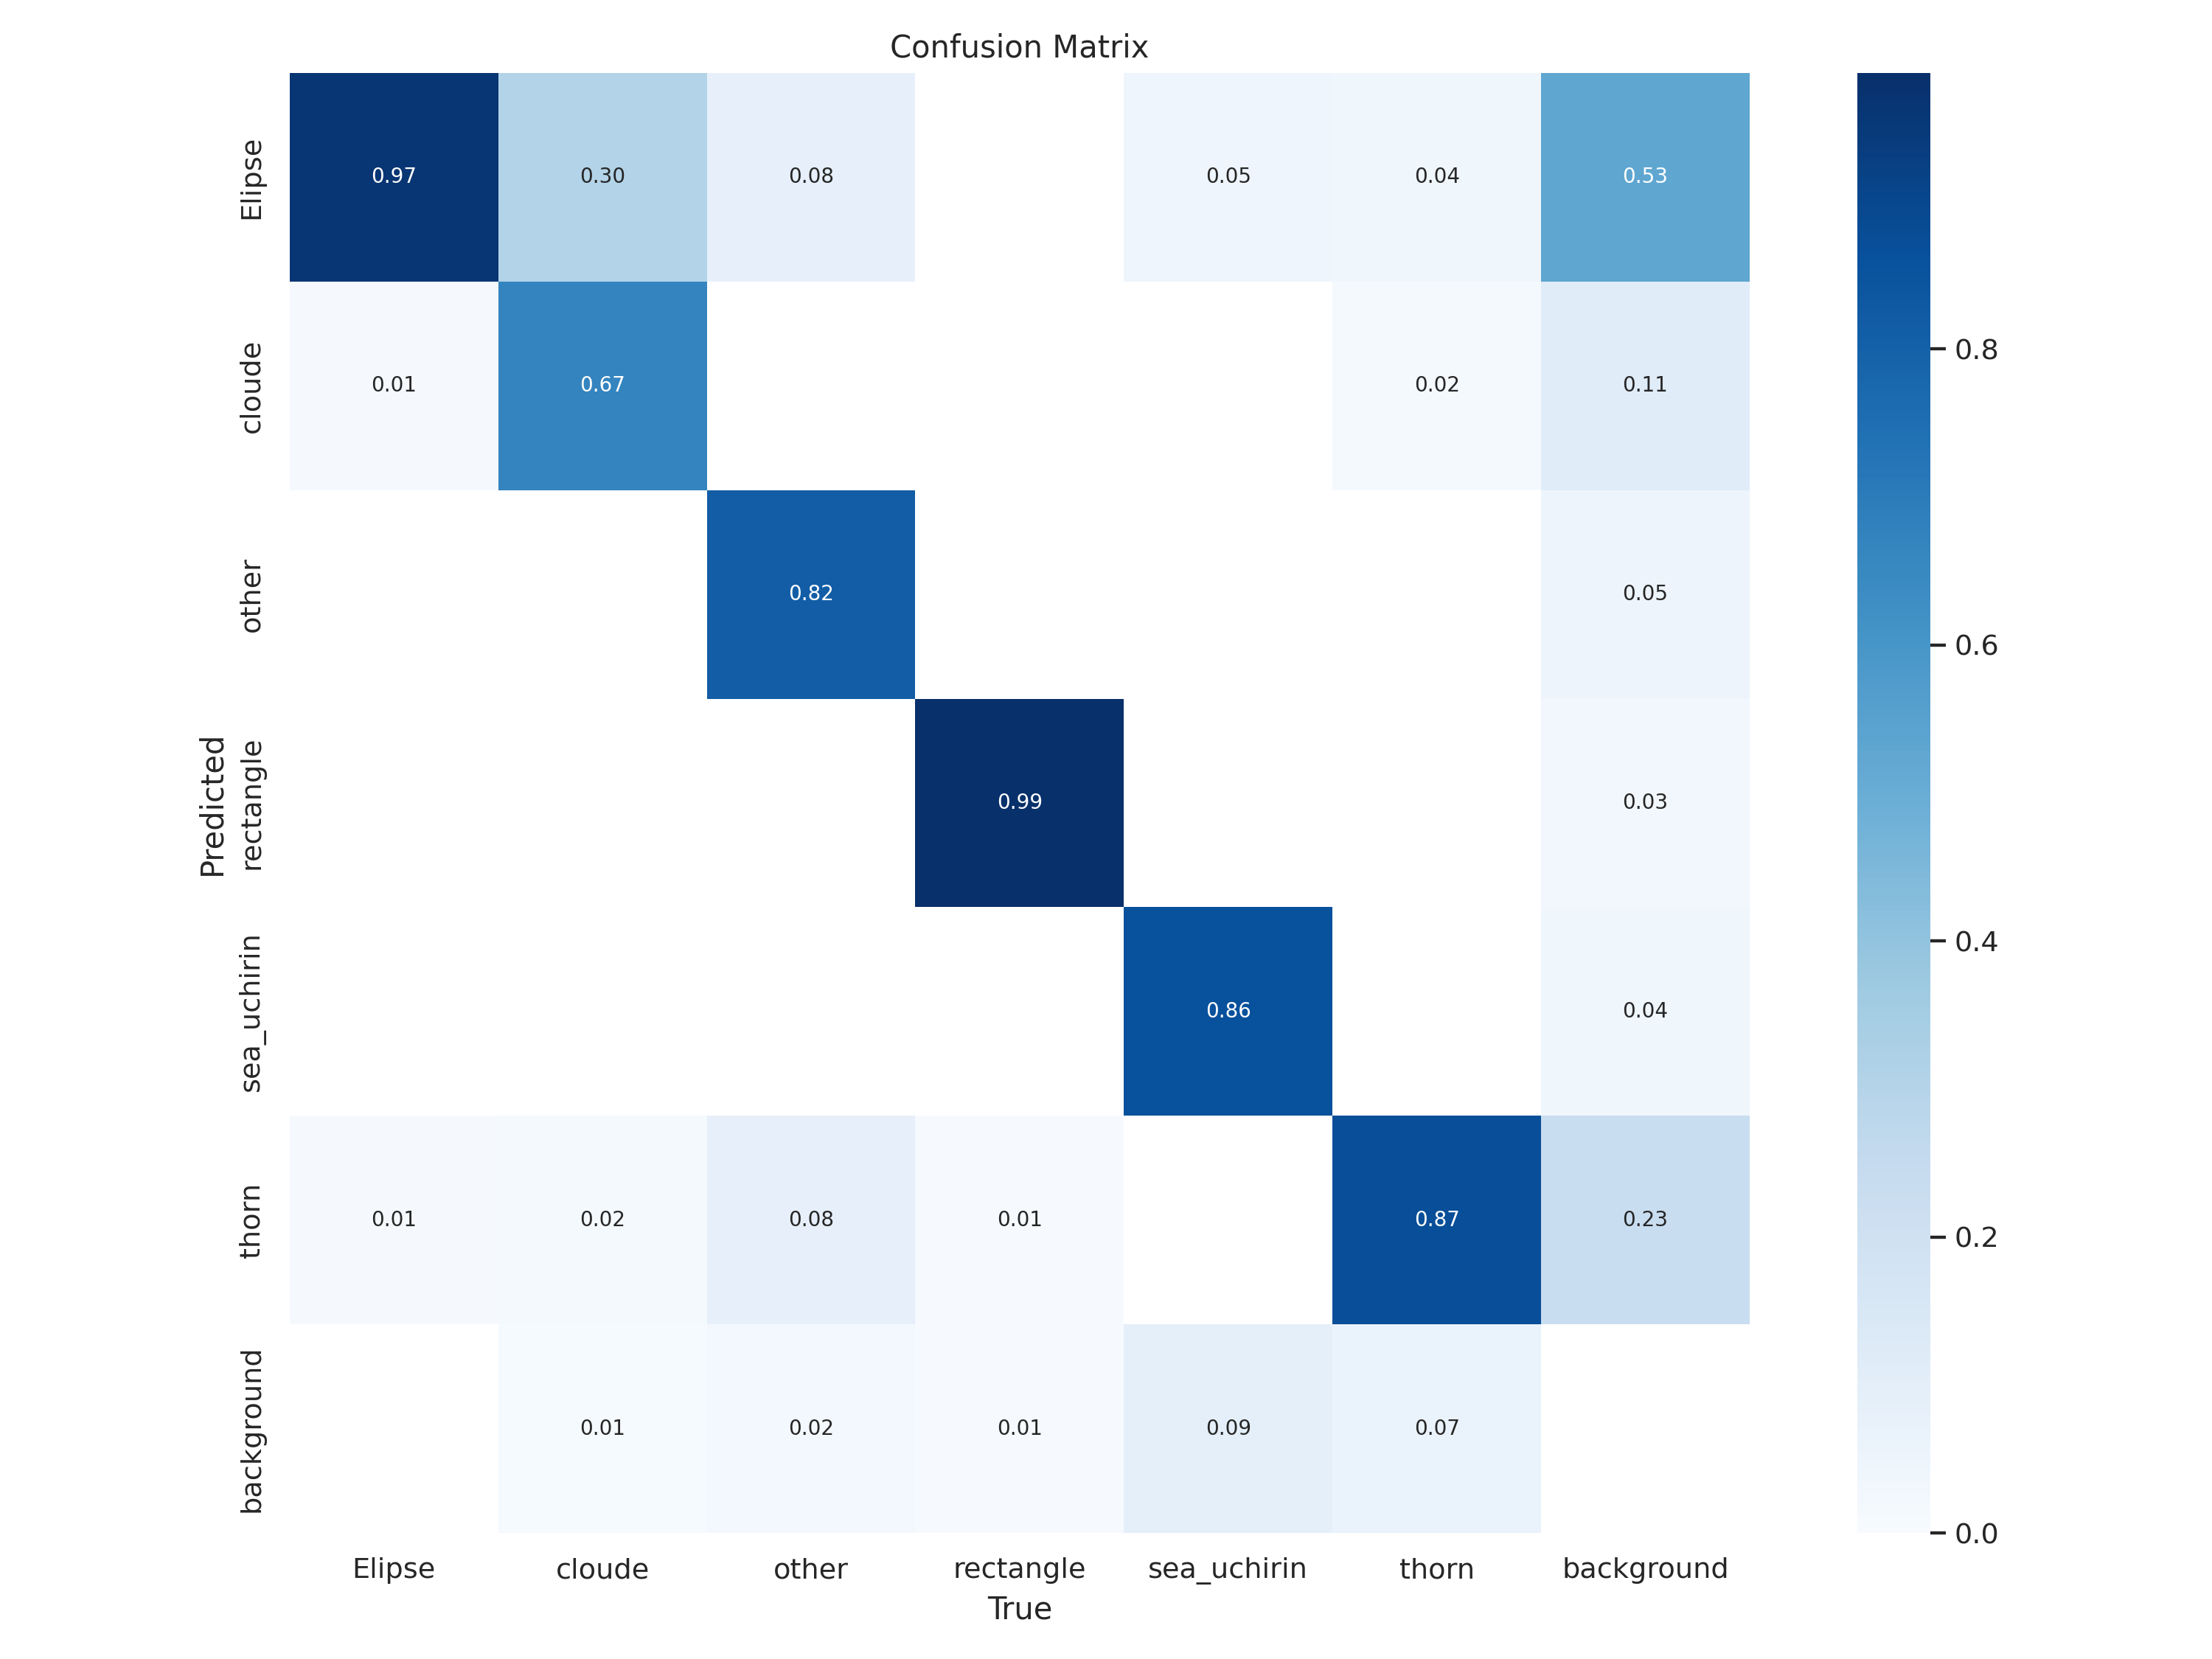 Confusion Matrix
Predicted
Elipse
0.97 0.30 0.08 0.05 0.04 0.53
cloude
0.01 0.67 0.02 0.11
other
0.82 0.05
rectangle
0.99 0.03
sea_uchirin
0.86 0.04
thorn
0.01 0.02 0.08 0.01 0.87 0.23
background
0.01 0.02 0.01 0.09 0.07
Elipse cloude other rectangle sea_uchirin thorn background
True
0.8
0.6
0.4
0.2
0.0